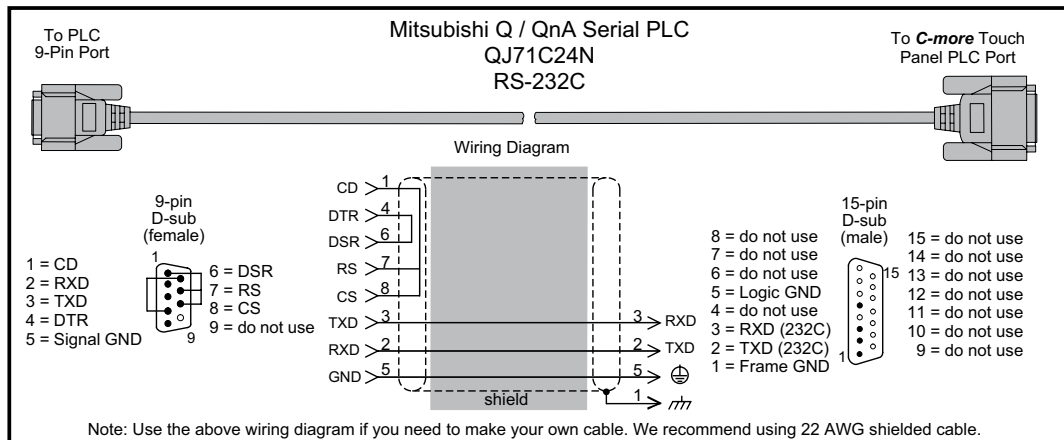 Mitsubishi Q / QnA Serial PLC
QJ71C24N
RS-232C
To PLC
9-Pin Port
To C-more Touch
Panel PLC Port
Wiring Diagram
9-pin
D-sub
(female)
1
9
1 = CD
2 = RXD
3 = TXD
4 = DTR
5 = Signal GND
6 = DSR
7 = RS
8 = CS
9 = do not use
CD 1
DTR 4
DSR 6
RS 7
CS 8
TXD 3
RXD 2
GND 5
3 RXD
2 TXD
5
1
shield
8 = do not use
7 = do not use
6 = do not use
5 = Logic GND
4 = do not use
3 = RXD (232C)
2 = TXD (232C)
1 = Frame GND
15-pin
D-sub
(male)
15
1
15 = do not use
14 = do not use
13 = do not use
12 = do not use
11 = do not use
10 = do not use
9 = do not use
Note: Use the above wiring diagram if you need to make your own cable. We recommend using 22 AWG shielded cable.